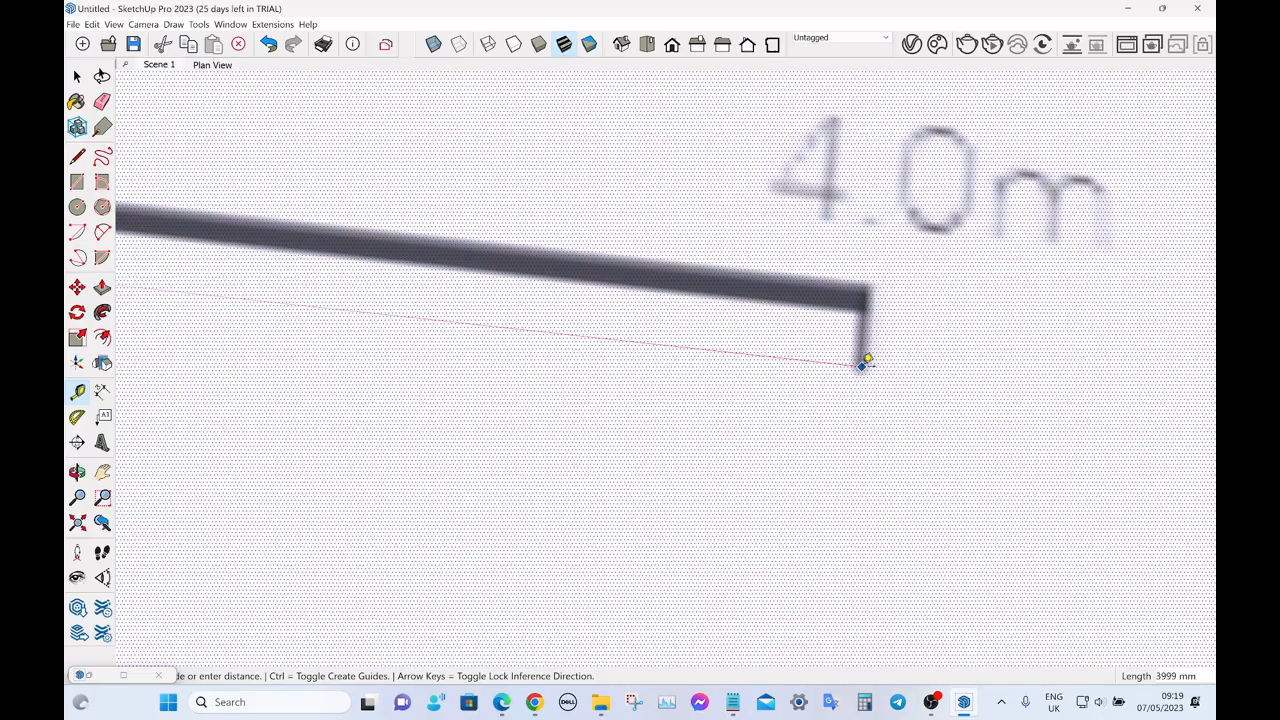 Untitled - SketchUp Pro 2023 (25 days left in TRIAL)
File Edit View Camera Draw Tools Window Extensions Help
Untagged
Scene 1 Plan View
4.0m
A1
de or enter distance. | Ctrl = Toggle Create Guides. | Arrow Keys = Toggle Lock Inference Direction.
Length 3999 mm
Search
DELL
ENG
UK
09:19
07/05/2023